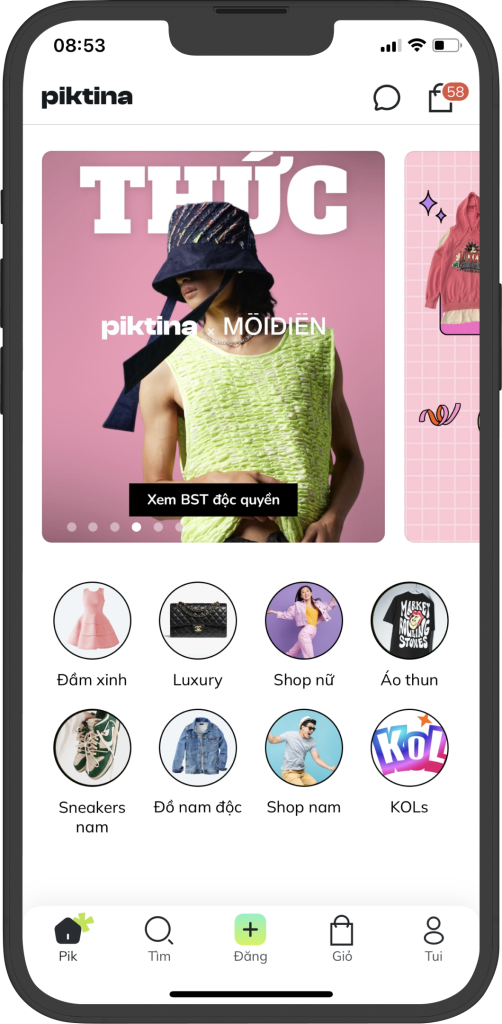 08:53
piktina
58
THỨC
piktina × MÖIĐIÊN
Xem BST độc quyền
Đầm xinh
Luxury
Shop nữ
Áo thun
MARKET
ROLLING
STONES
KOL
Sneakers
nam
Đồ nam độc
Shop nam
KOLs
Pik
Tìm
Đăng
Giỏ
Tui